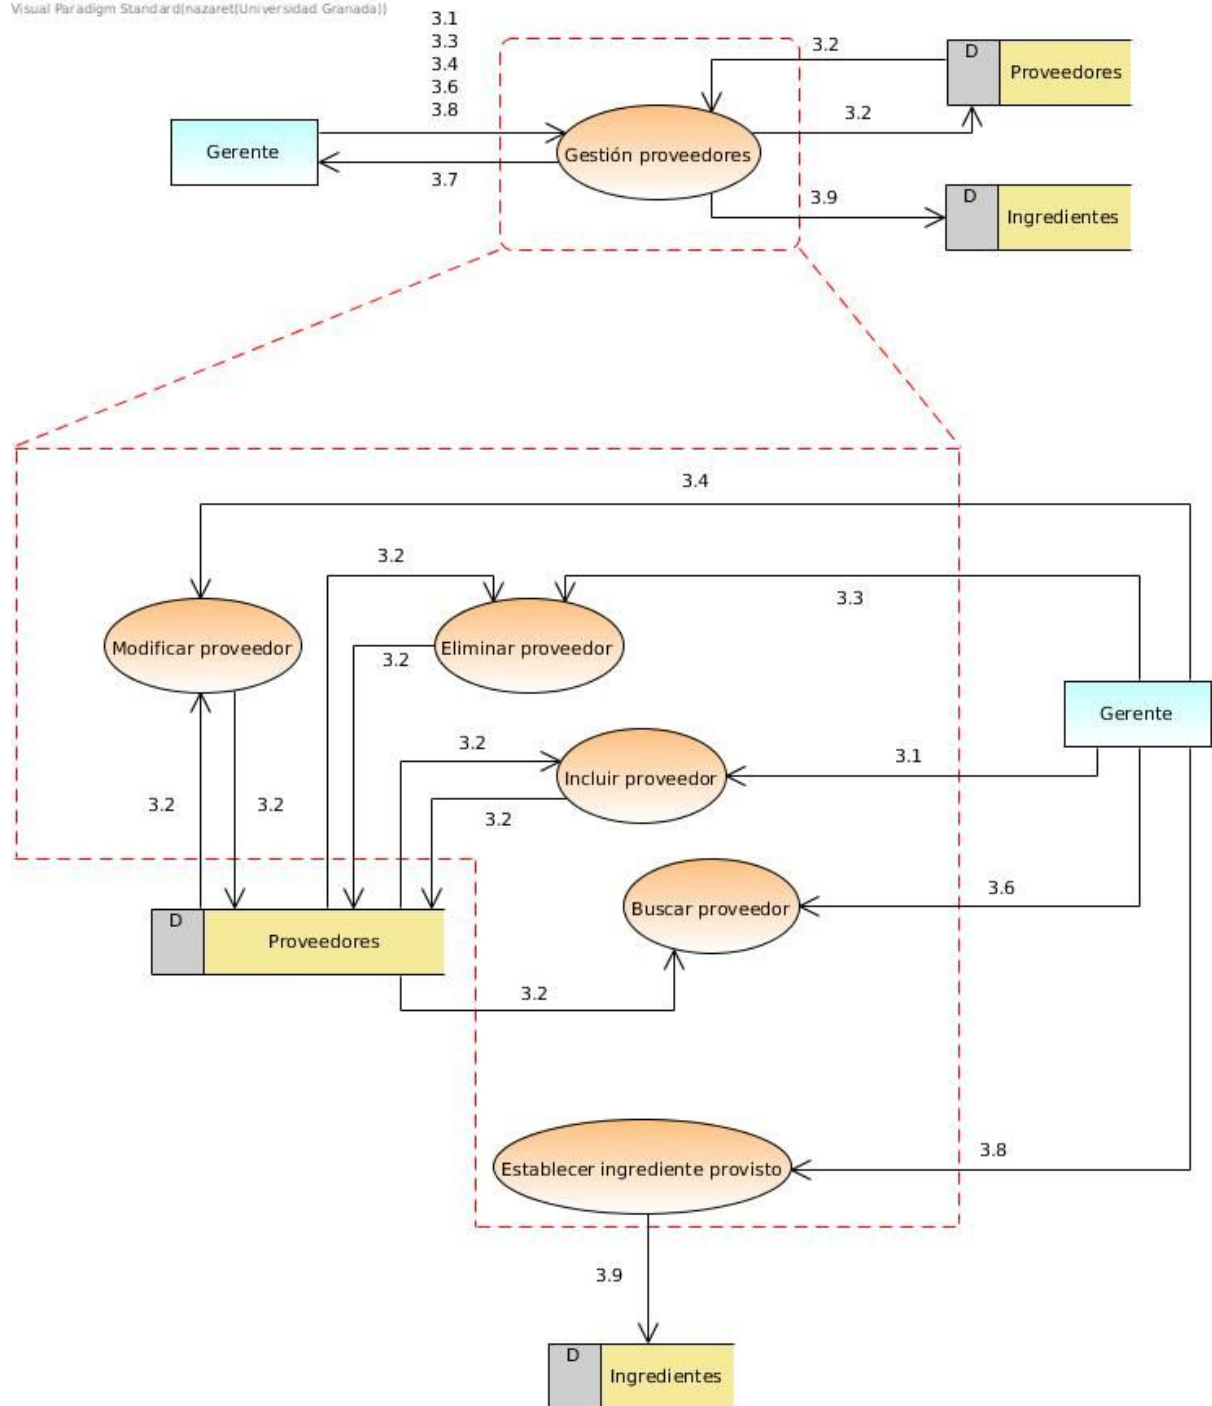 Visual Paradigm Standard(nazaret(Universidad Granada))
3.1
3.3
3.4
3.6
3.8
3.2
D
Proveedores
3.2
Gerente
Gestión proveedores
3.7
3.9
D
Ingredientes
3.4
3.2
3.3
Modificar proveedor
Eliminar proveedor
3.2
Gerente
3.2
3.1
Incluir proveedor
3.2
3.2
3.2
3.6
Buscar proveedor
D
Proveedores
3.2
3.8
Establecer ingrediente provisto
3.9
D
Ingredientes